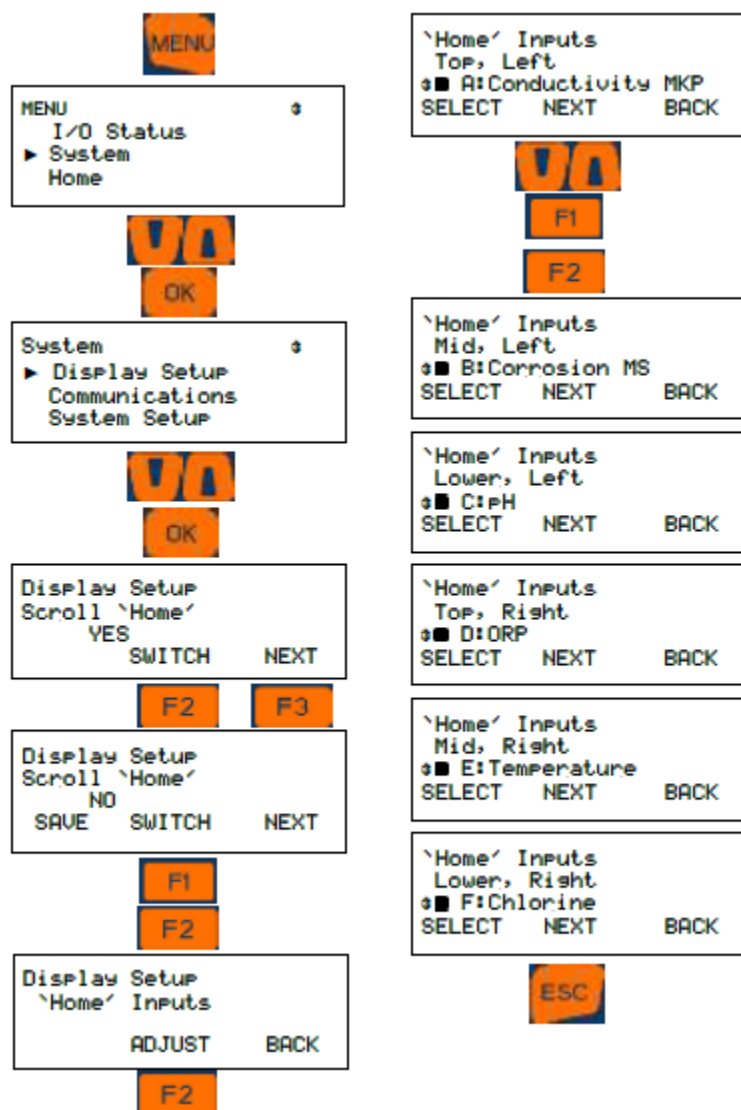 MENU
MENU
I/O Status
► System
Home
OK
System
► Display Setup
Communications
System Setup
OK
Display Setup
Scroll `Home´
YES
SWITCH NEXT
F2 F3
Display Setup
Scroll `Home´
NO
SAVE SWITCH NEXT
F1
F2
Display Setup
`Home´ Inputs
ADJUST BACK
F2
`Home´ Inputs
Top, Left
A:Conductivity MKP
SELECT NEXT BACK
F1
F2
`Home´ Inputs
Mid, Left
B:Corrosion MS
SELECT NEXT BACK
`Home´ Inputs
Lower, Left
C:pH
SELECT NEXT BACK
`Home´ Inputs
Top, Right
D:ORP
SELECT NEXT BACK
`Home´ Inputs
Mid, Right
E:Temperature
SELECT NEXT BACK
`Home´ Inputs
Lower, Right
F:Chlorine
SELECT NEXT BACK
ESC